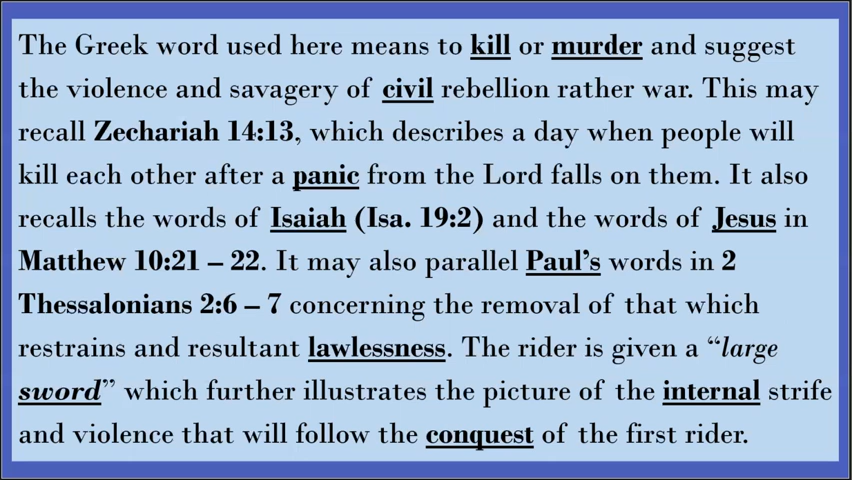 The Greek word used here means to kill or murder and suggest
the violence and savagery of civil rebellion rather war. This may
recall Zechariah 14:13, which describes a day when people will
kill each other after a panic from the Lord falls on them. It also
recalls the words of Isaiah (Isa. 19:2) and the words of Jesus in
Matthew 10:21 – 22. It may also parallel Paul’s words in 2
Thessalonians 2:6 – 7 concerning the removal of that which
restrains and resultant lawlessness. The rider is given a “large
sword” which further illustrates the picture of the internal strife
and violence that will follow the conquest of the first rider.